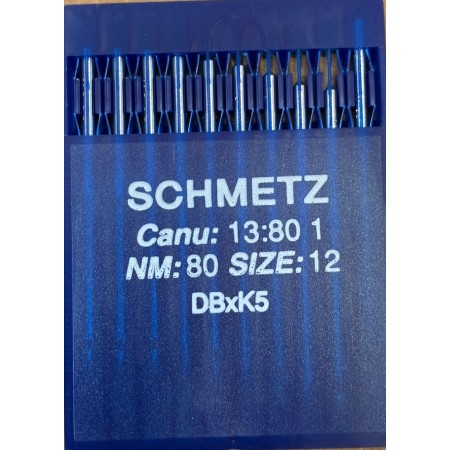 SCHMETZ
Canu: 13:80 1
NM: 80 SIZE: 12
DBxK5